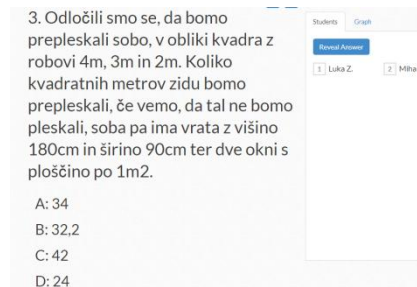 3. Odločili smo se, da bomo
prepleskali sobo, v obliki kvadra z
robovi 4m, 3m in 2m. Koliko
kvadratnih metrov zidu bomo
prepleskali, če vemo, da tal ne bomo
pleskali, soba pa ima vrata z višino
180cm in širino 90cm ter dve okni s
ploščino po 1m2.
A: 34
B: 32,2
C: 42
D: 24
Students Graph
Reveal Answer
1 Luka Z. 2 Miha